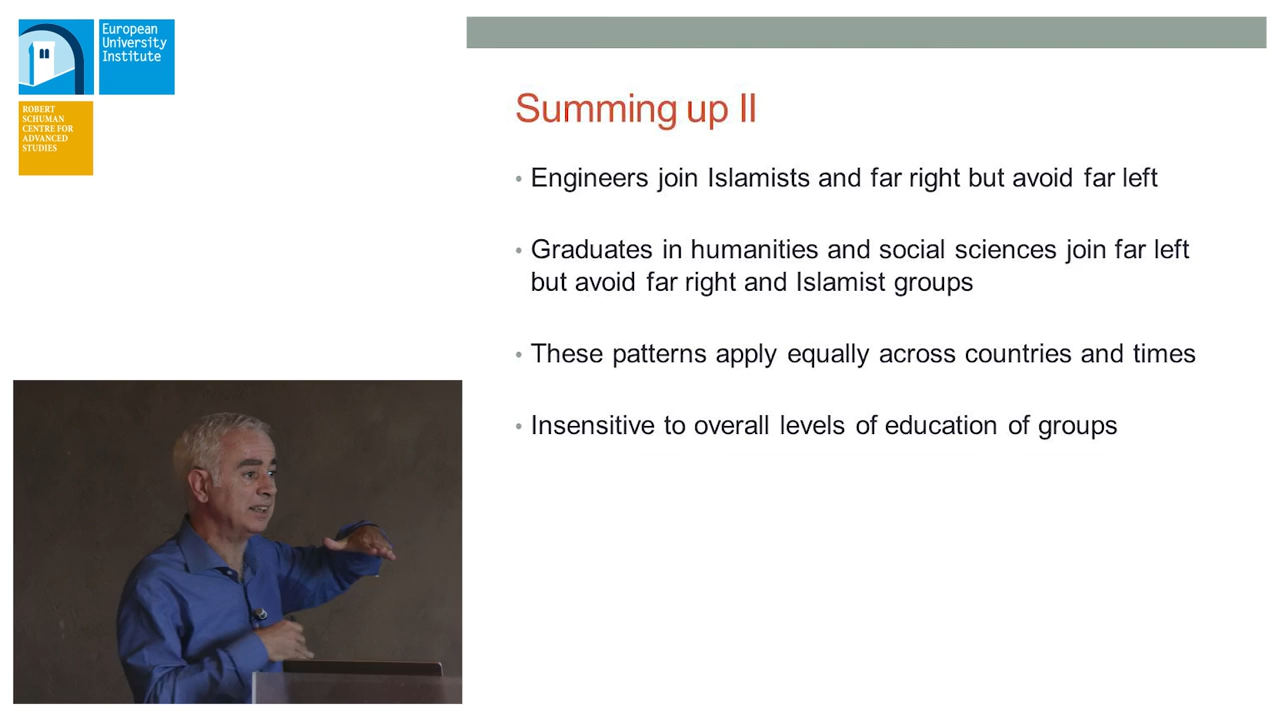 European
University
Institute
ROBERT
SCHUMAN
CENTRE FOR
ADVANCED
STUDIES
Summing up II
• Engineers join Islamists and far right but avoid far left
• Graduates in humanities and social sciences join far left
but avoid far right and Islamist groups
• These patterns apply equally across countries and times
• Insensitive to overall levels of education of groups